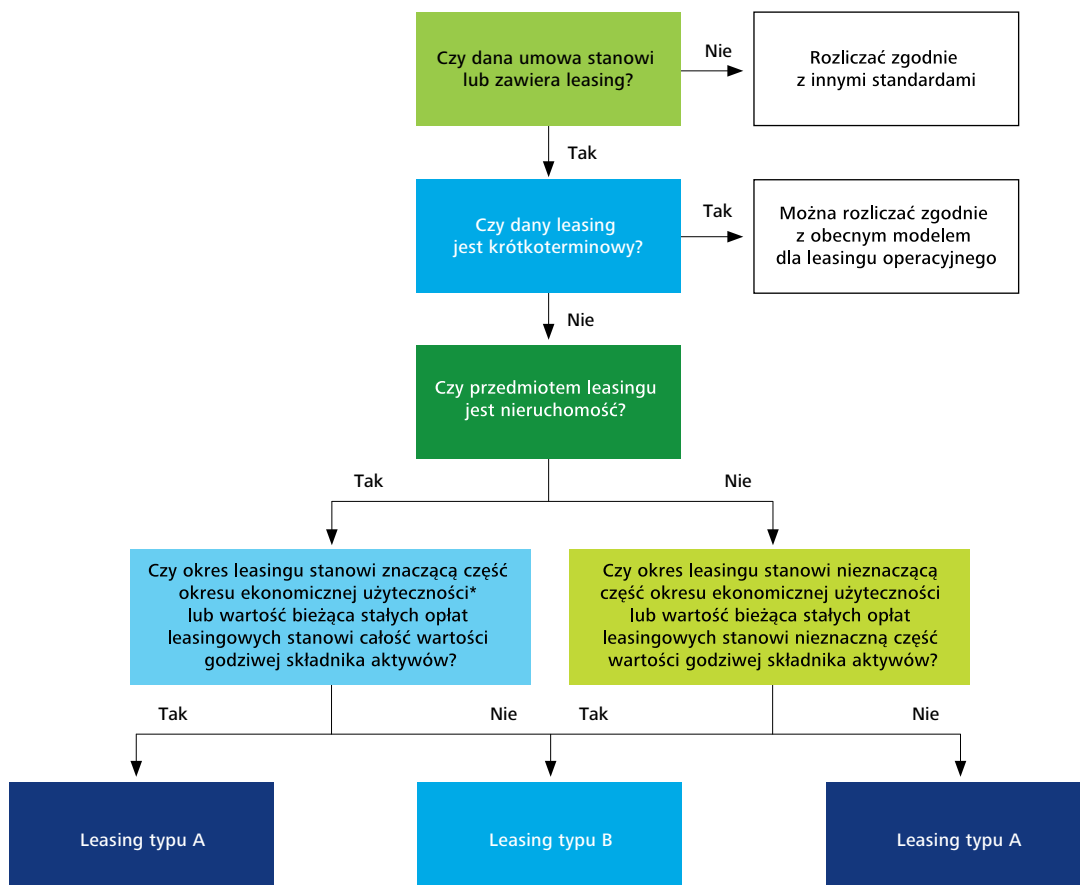 Czy dana umowa stanowi
lub zawiera leasing?
Nie
Rozliczać zgodnie
z innymi standardami
Tak
Czy dany leasing
jest krótkoterminowy?
Tak
Można rozliczać zgodnie
z obecnym modelem
dla leasingu operacyjnego
Nie
Czy przedmiotem leasingu
jest nieruchomość?
Tak
Nie
Czy okres leasingu stanowi znaczącą część
okresu ekonomicznej użyteczności*
lub wartość bieżąca stałych opłat
leasingowych stanowi całość wartości
godziwej składnika aktywów?
Czy okres leasingu stanowi nieznaczącą
część okresu ekonomicznej użyteczności
lub wartość bieżąca stałych opłat
leasingowych stanowi nieznaczną część
wartości godziwej składnika aktywów?
Tak
Nie
Tak
Nie
Leasing typu A
Leasing typu B
Leasing typu A